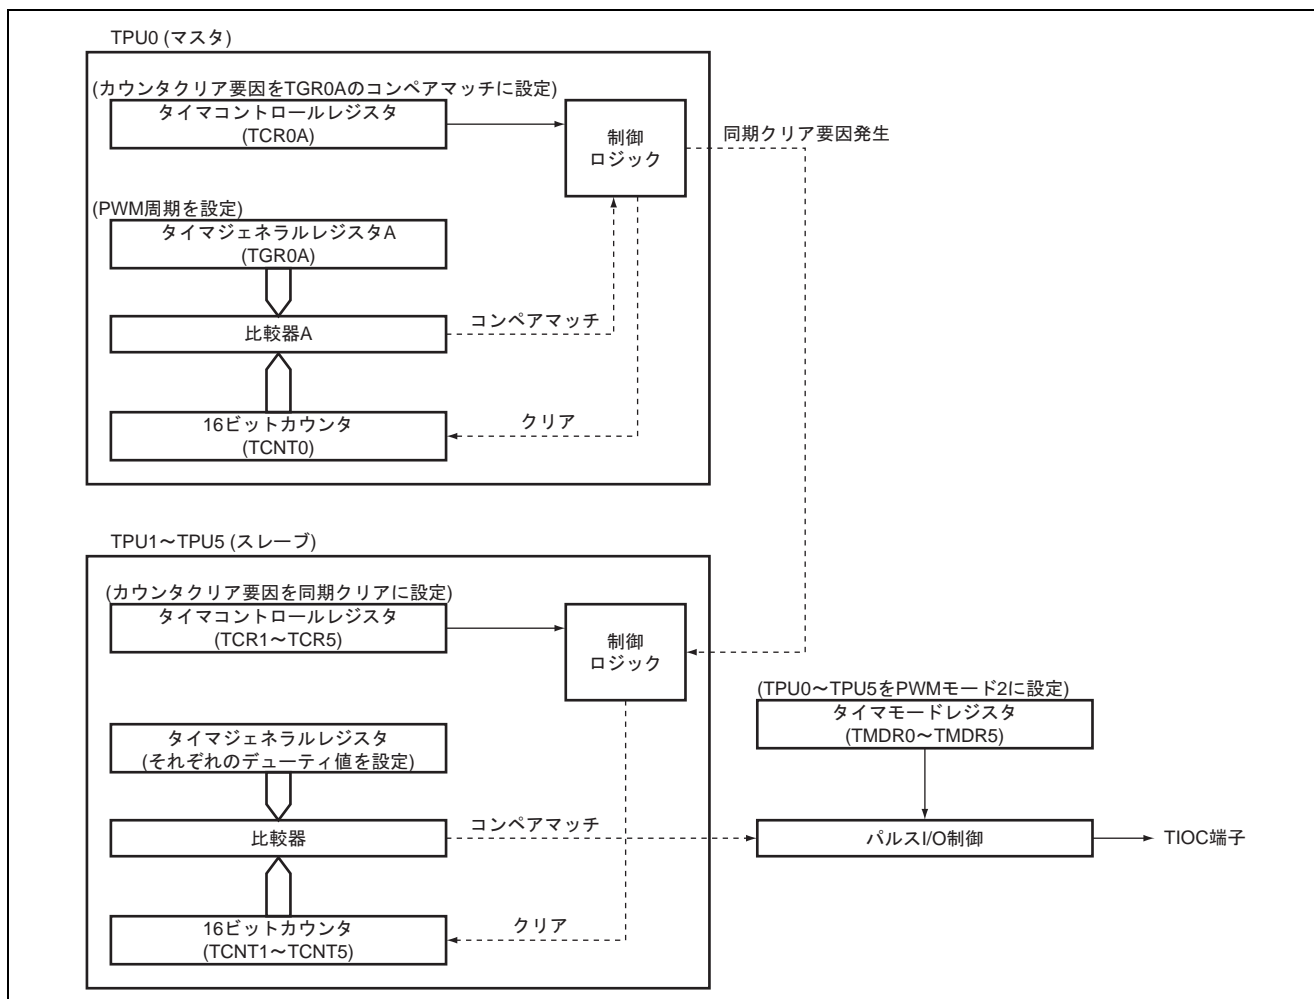 TPU0 (マスタ)
(カウンタクリア要因をTGR0Aのコンペアマッチに設定)
タイマコントロールレジスタ
(TCR0A)
制御
ロジック
同期クリア要因発生
(PWM周期を設定)
タイマジェネラルレジスタA
(TGR0A)
比較器A
コンペアマッチ
16ビットカウンタ
(TCNT0)
クリア
TPU1～TPU5 (スレーブ)
(カウンタクリア要因を同期クリアに設定)
タイマコントロールレジスタ
(TCR1～TCR5)
制御
ロジック
(TPU0～TPU5をPWMモード2に設定)
タイマモードレジスタ
(TMDR0～TMDR5)
タイマジェネラルレジスタ
(それぞれのデューティ値を設定)
比較器
コンペアマッチ
パルスI/O制御
TIOC端子
16ビットカウンタ
(TCNT1～TCNT5)
クリア